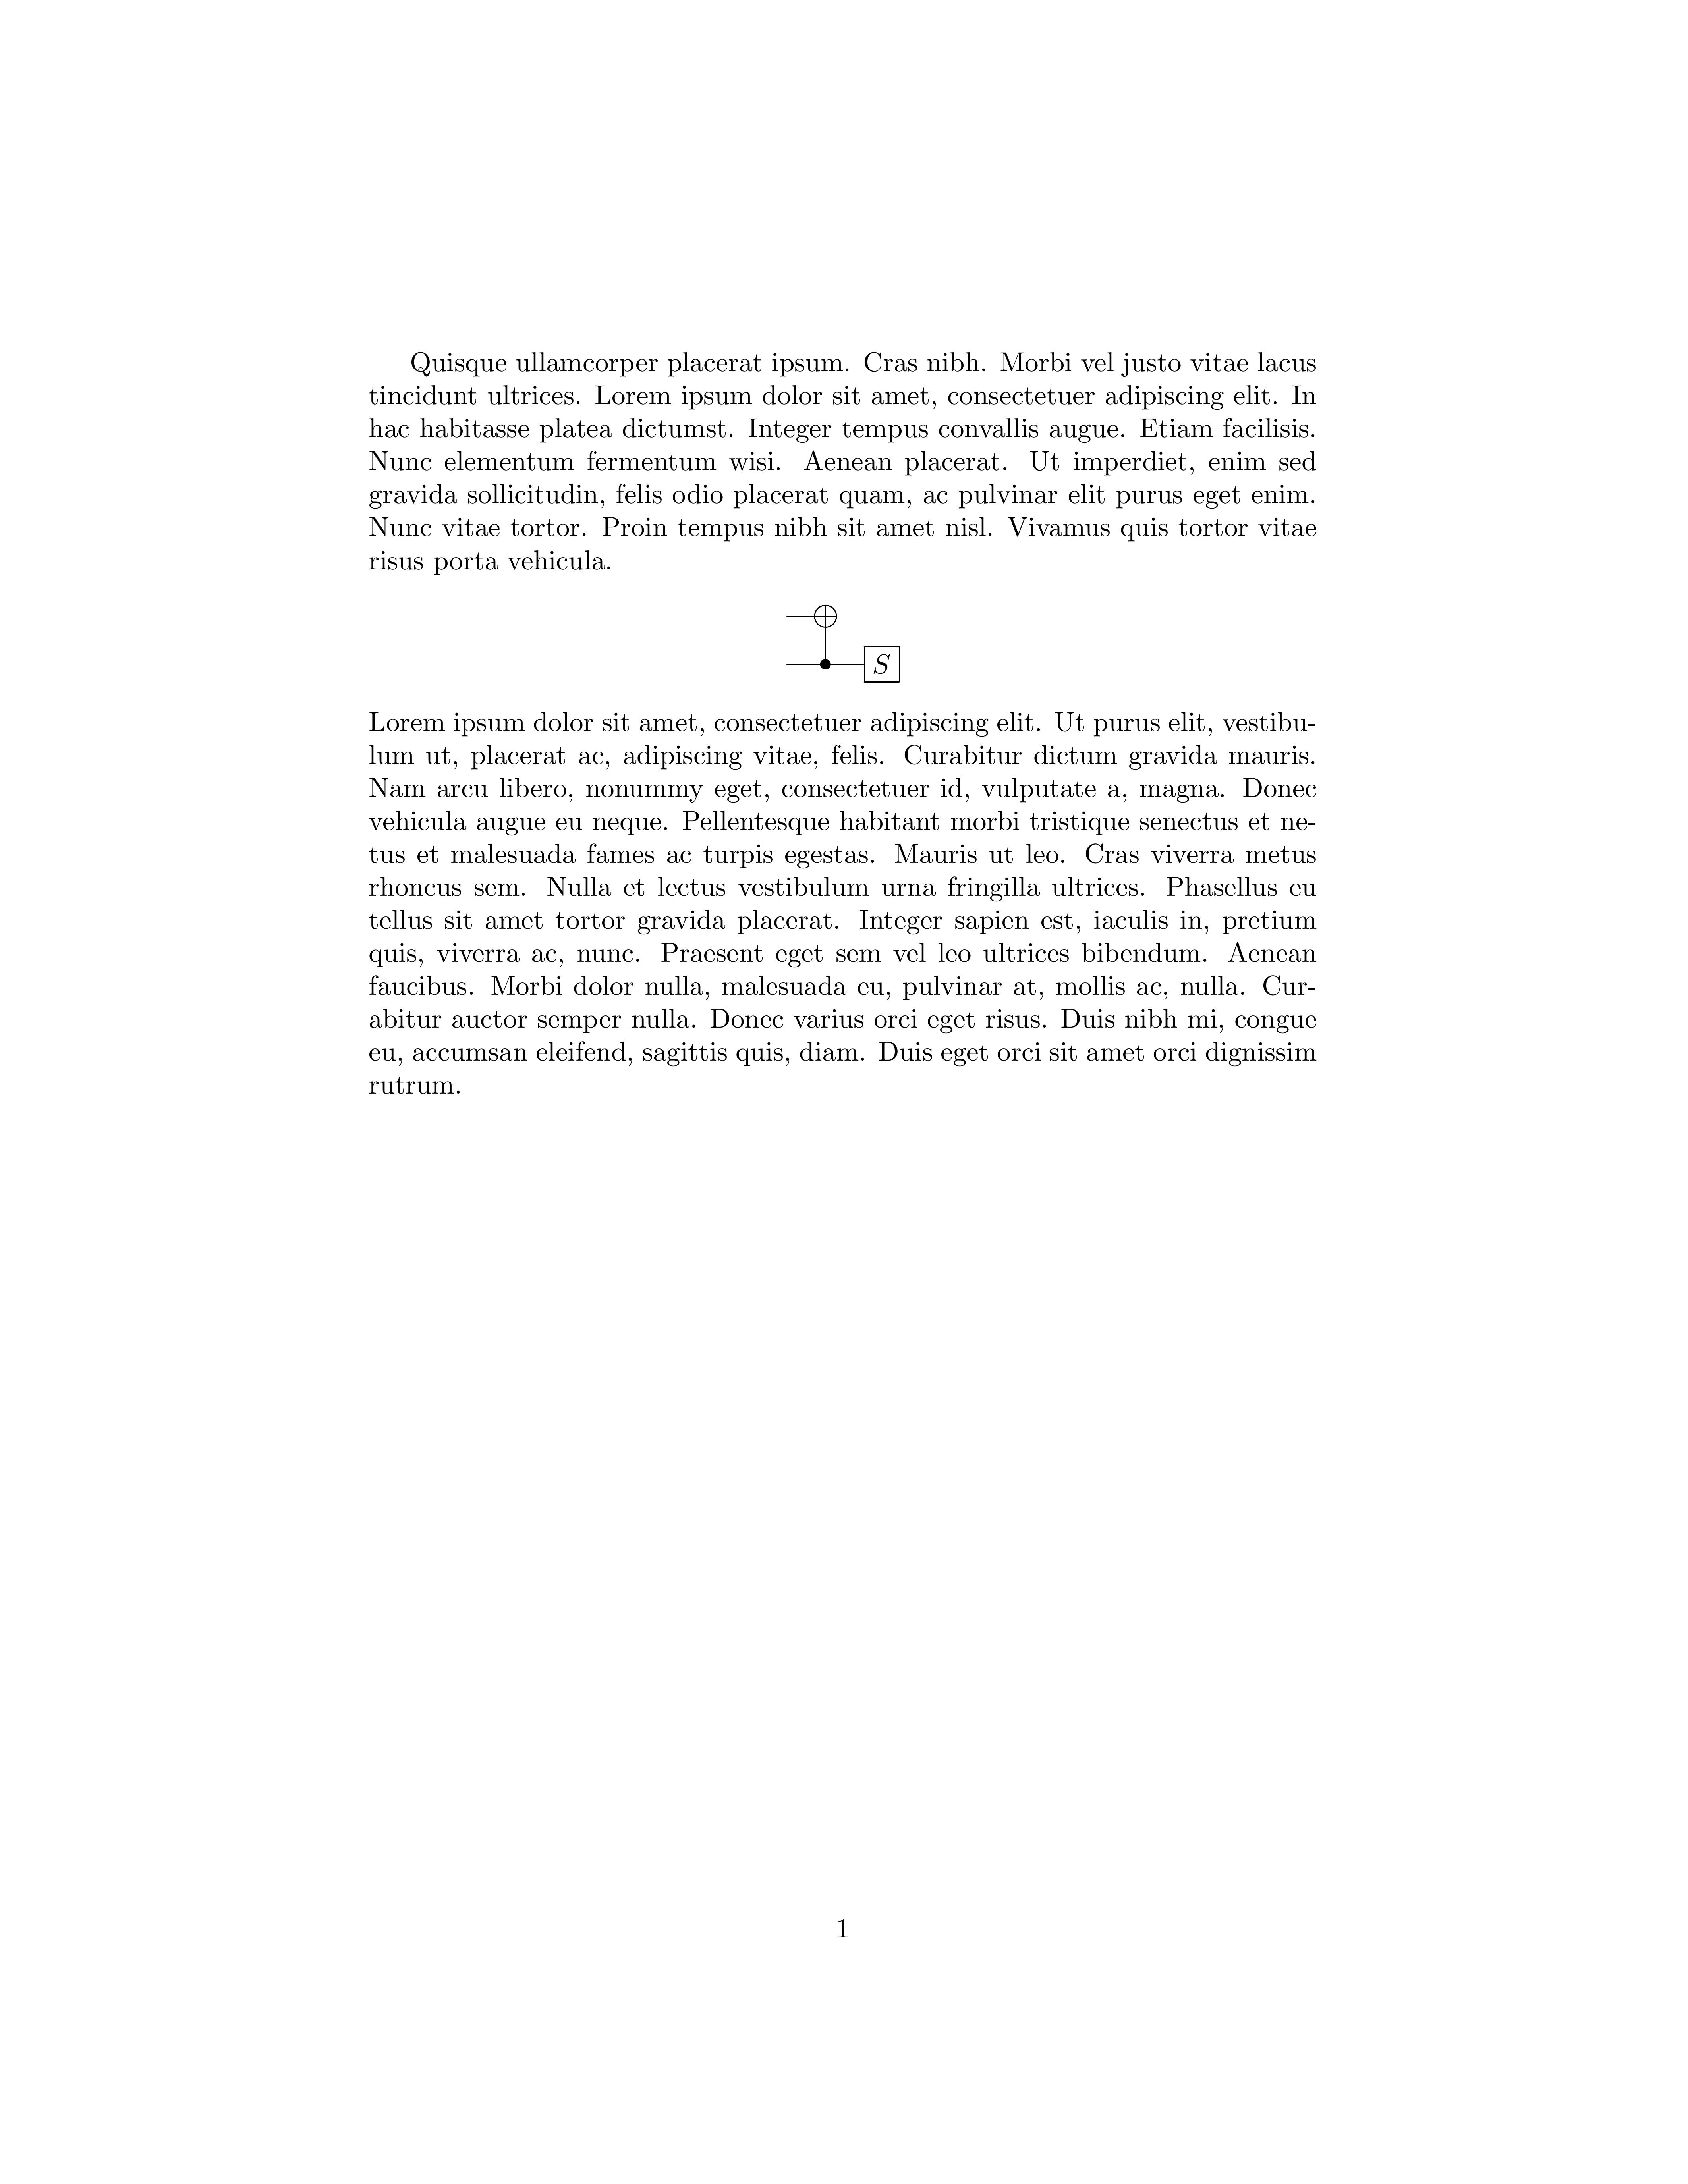 Quisque ullamcorper placerat ipsum. Cras nibh. Morbi vel justo vitae lacus
tincidunt ultrices. Lorem ipsum dolor sit amet, consectetuer adipiscing elit. In
hac habitasse platea dictumst. Integer tempus convallis augue. Etiam facilisis.
Nunc elementum fermentum wisi. Aenean placerat. Ut imperdiet, enim sed
gravida sollicitudin, felis odio placerat quam, ac pulvinar elit purus eget enim.
Nunc vitae tortor. Proin tempus nibh sit amet nisl. Vivamus quis tortor vitae
risus porta vehicula.
S
Lorem ipsum dolor sit amet, consectetuer adipiscing elit. Ut purus elit, vestibu-
lum ut, placerat ac, adipiscing vitae, felis. Curabitur dictum gravida mauris.
Nam arcu libero, nonummy eget, consectetuer id, vulputate a, magna. Donec
vehicula augue eu neque. Pellentesque habitant morbi tristique senectus et ne-
tus et malesuada fames ac turpis egestas. Mauris ut leo. Cras viverra metus
rhoncus sem. Nulla et lectus vestibulum urna fringilla ultrices. Phasellus eu
tellus sit amet tortor gravida placerat. Integer sapien est, iaculis in, pretium
quis, viverra ac, nunc. Praesent eget sem vel leo ultrices bibendum. Aenean
faucibus. Morbi dolor nulla, malesuada eu, pulvinar at, mollis ac, nulla. Cur-
abitur auctor semper nulla. Donec varius orci eget risus. Duis nibh mi, congue
eu, accumsan eleifend, sagittis quis, diam. Duis eget orci sit amet orci dignissim
rutrum.
1